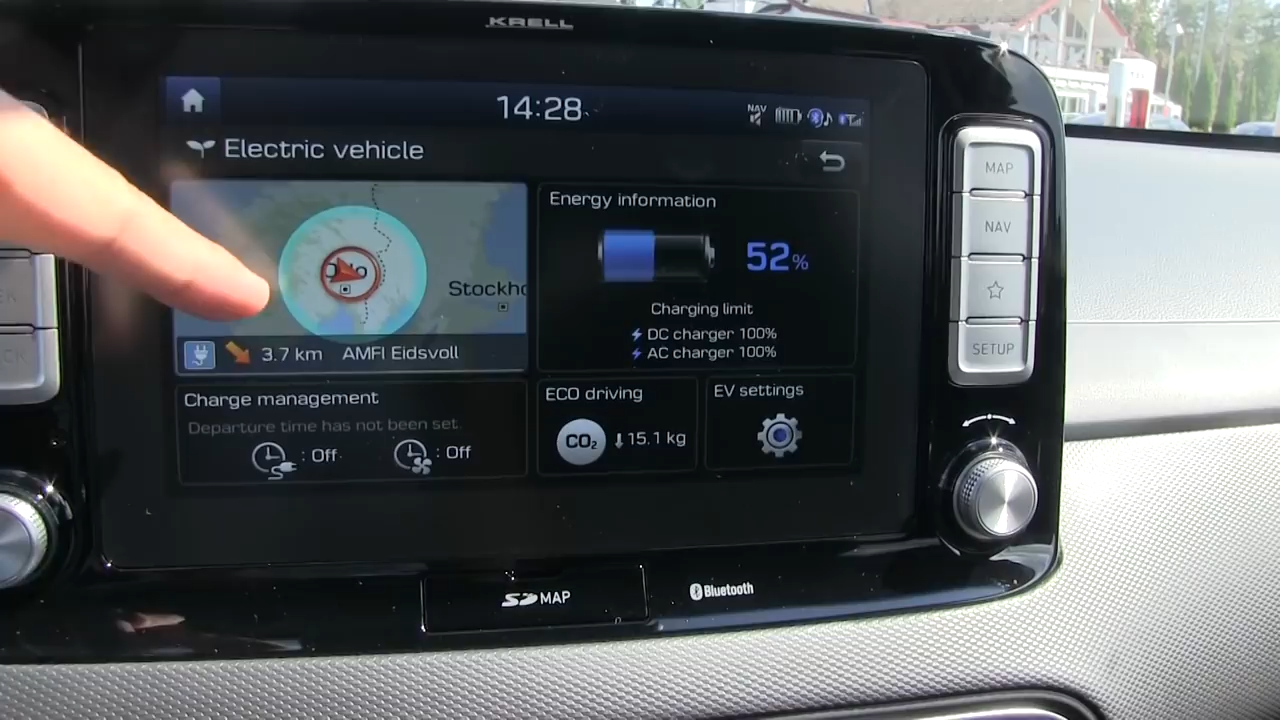 KRELL
14:28
NAV
Electric vehicle
MAP
NAV
SETUP
Energy information
52%
Charging limit
DC charger 100%
AC charger 100%
3.7 km AMFI Eidsvoll
Charge management
Departure time has not been set.
: Off
: Off
ECO driving
CO₂
15.1 kg
EV settings
SD MAP
Bluetooth